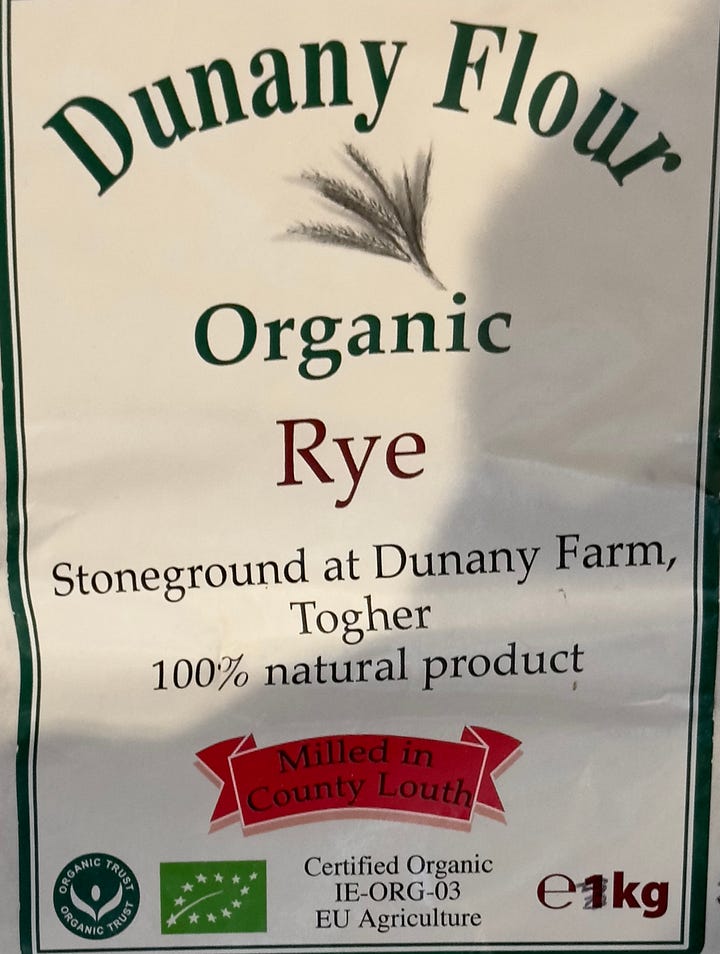 Dunany Flour
Organic
Rye
Stoneground at Dunany Farm,
Togher
100% natural product
Milled in
County Louth
ORGANIC TRUST
ORGANIC TRUST
Certified Organic
IE-ORG-03
EU Agriculture
℮1kg